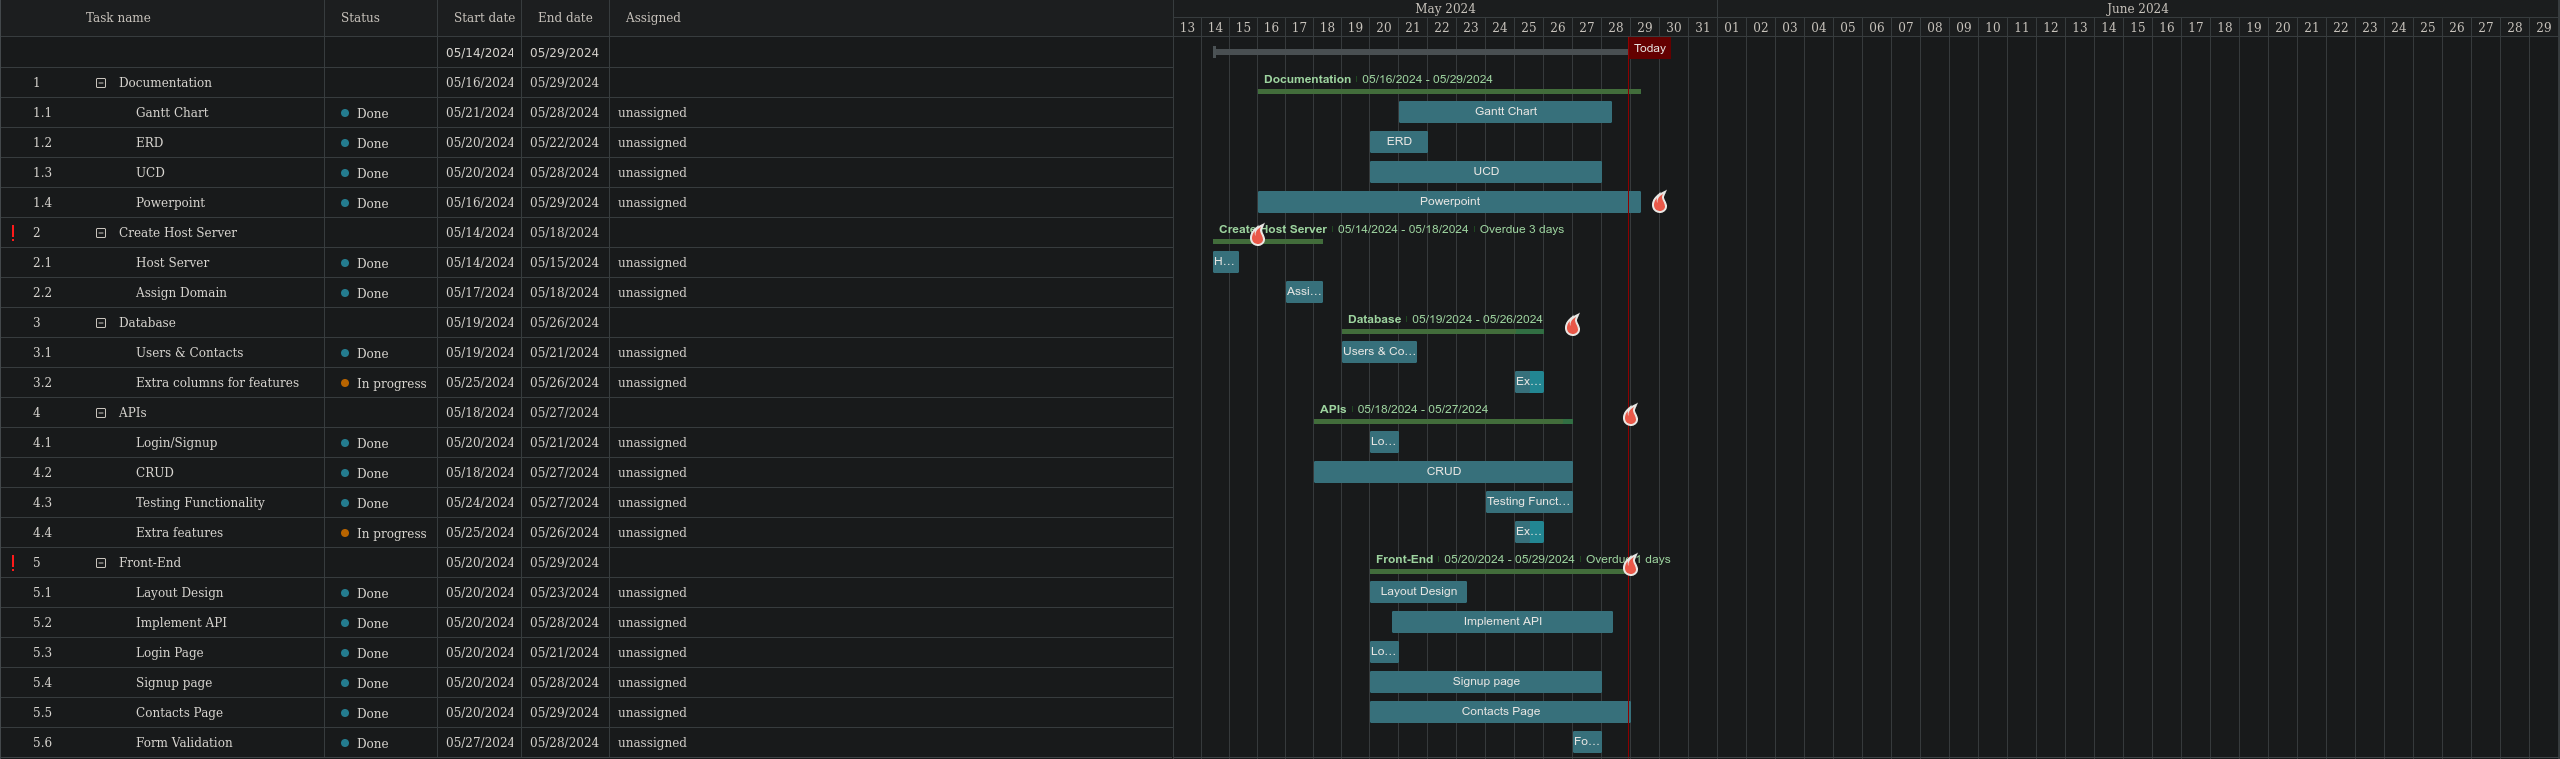 Task name Status Start date End date Assigned May 2024 June 2024
13 14 15 16 17 18 19 20 21 22 23 24 25 26 27 28 29 30 31 01 02 03 04 05 06 07 08 09 10 11 12 13 14 15 16 17 18 19 20 21 22 23 24 25 26 27 28 29
05/14/2024 05/29/2024 Today
1 Documentation 05/16/2024 05/29/2024 Documentation 05/16/2024 - 05/29/2024
1.1 Gantt Chart Done 05/21/2024 05/28/2024 unassigned Gantt Chart
1.2 ERD Done 05/20/2024 05/22/2024 unassigned ERD
1.3 UCD Done 05/20/2024 05/28/2024 unassigned UCD
1.4 Powerpoint Done 05/16/2024 05/29/2024 unassigned Powerpoint
! 2 Create Host Server 05/14/2024 05/18/2024 Create Host Server 05/14/2024 - 05/18/2024 Overdue 3 days
2.1 Host Server Done 05/14/2024 05/15/2024 unassigned H...
2.2 Assign Domain Done 05/17/2024 05/18/2024 unassigned Assi...
3 Database 05/19/2024 05/26/2024 Database 05/19/2024 - 05/26/2024
3.1 Users & Contacts Done 05/19/2024 05/21/2024 unassigned Users & Co...
3.2 Extra columns for features In progress 05/25/2024 05/26/2024 unassigned Ex...
4 APIs 05/18/2024 05/27/2024 APIs 05/18/2024 - 05/27/2024
4.1 Login/Signup Done 05/20/2024 05/21/2024 unassigned Lo...
4.2 CRUD Done 05/18/2024 05/27/2024 unassigned CRUD
4.3 Testing Functionality Done 05/24/2024 05/27/2024 unassigned Testing Funct...
4.4 Extra features In progress 05/25/2024 05/26/2024 unassigned Ex...
! 5 Front-End 05/20/2024 05/29/2024 Front-End 05/20/2024 - 05/29/2024 Overdue 1 days
5.1 Layout Design Done 05/20/2024 05/23/2024 unassigned Layout Design
5.2 Implement API Done 05/20/2024 05/28/2024 unassigned Implement API
5.3 Login Page Done 05/20/2024 05/21/2024 unassigned Lo...
5.4 Signup page Done 05/20/2024 05/28/2024 unassigned Signup page
5.5 Contacts Page Done 05/20/2024 05/29/2024 unassigned Contacts Page
5.6 Form Validation Done 05/27/2024 05/28/2024 unassigned Fo...